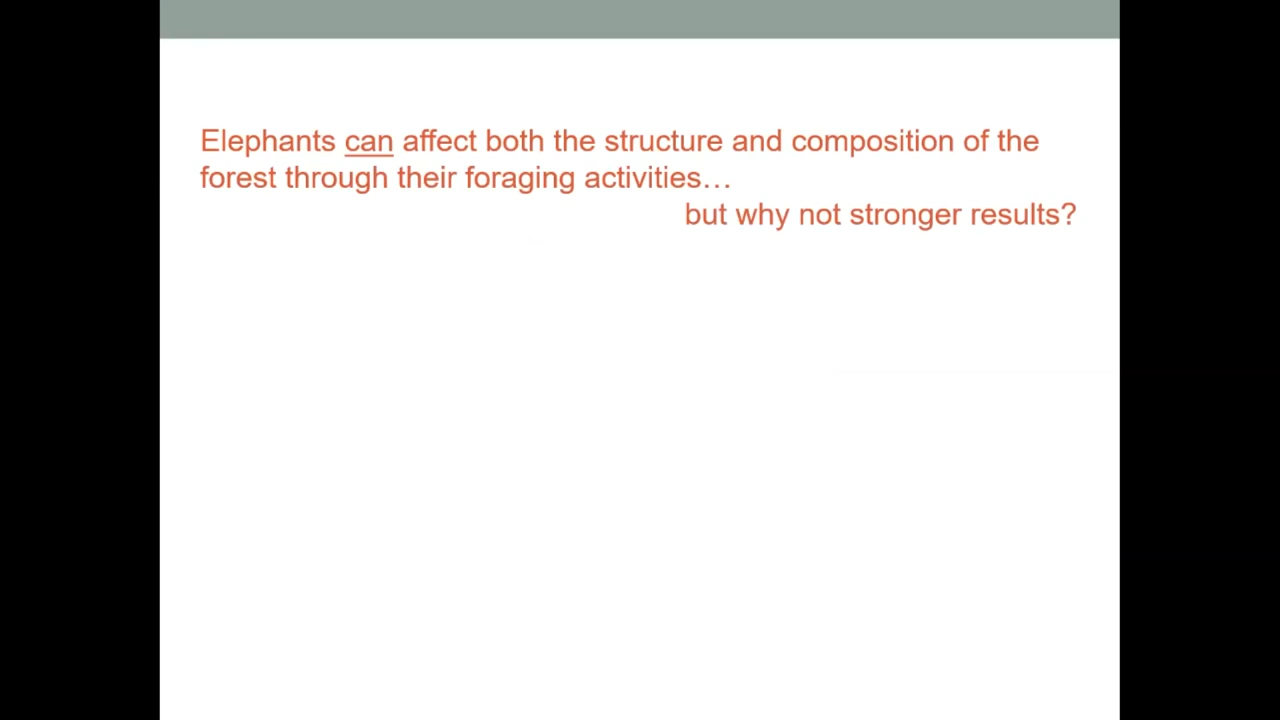 Elephants can affect both the structure and composition of the
forest through their foraging activities…
but why not stronger results?